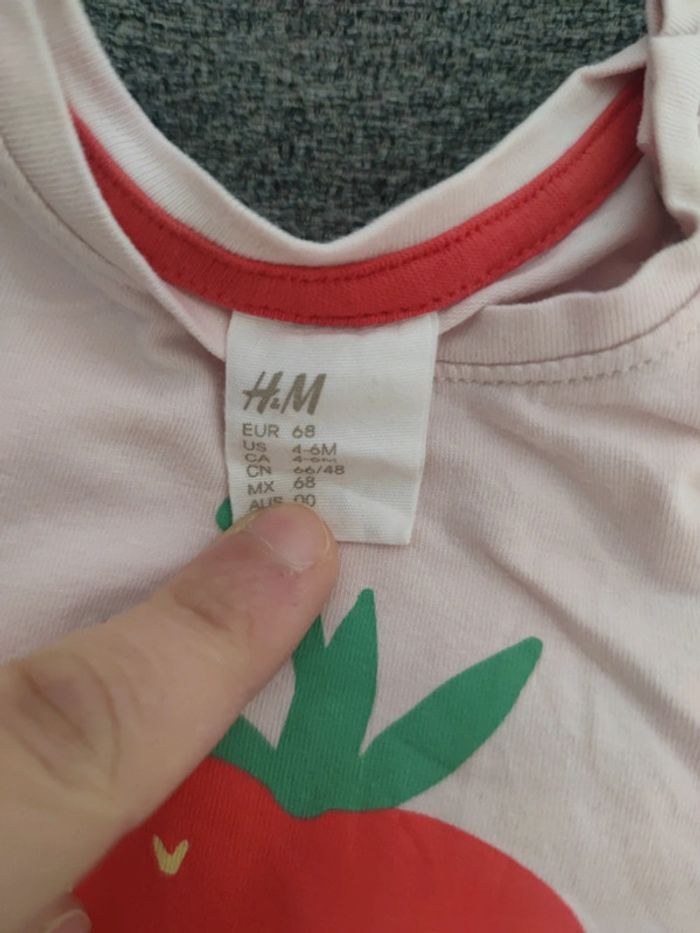 H&M
EUR 68
US 4-6M
CA 4-6M
CN 66/48
MX 68
AUS 00